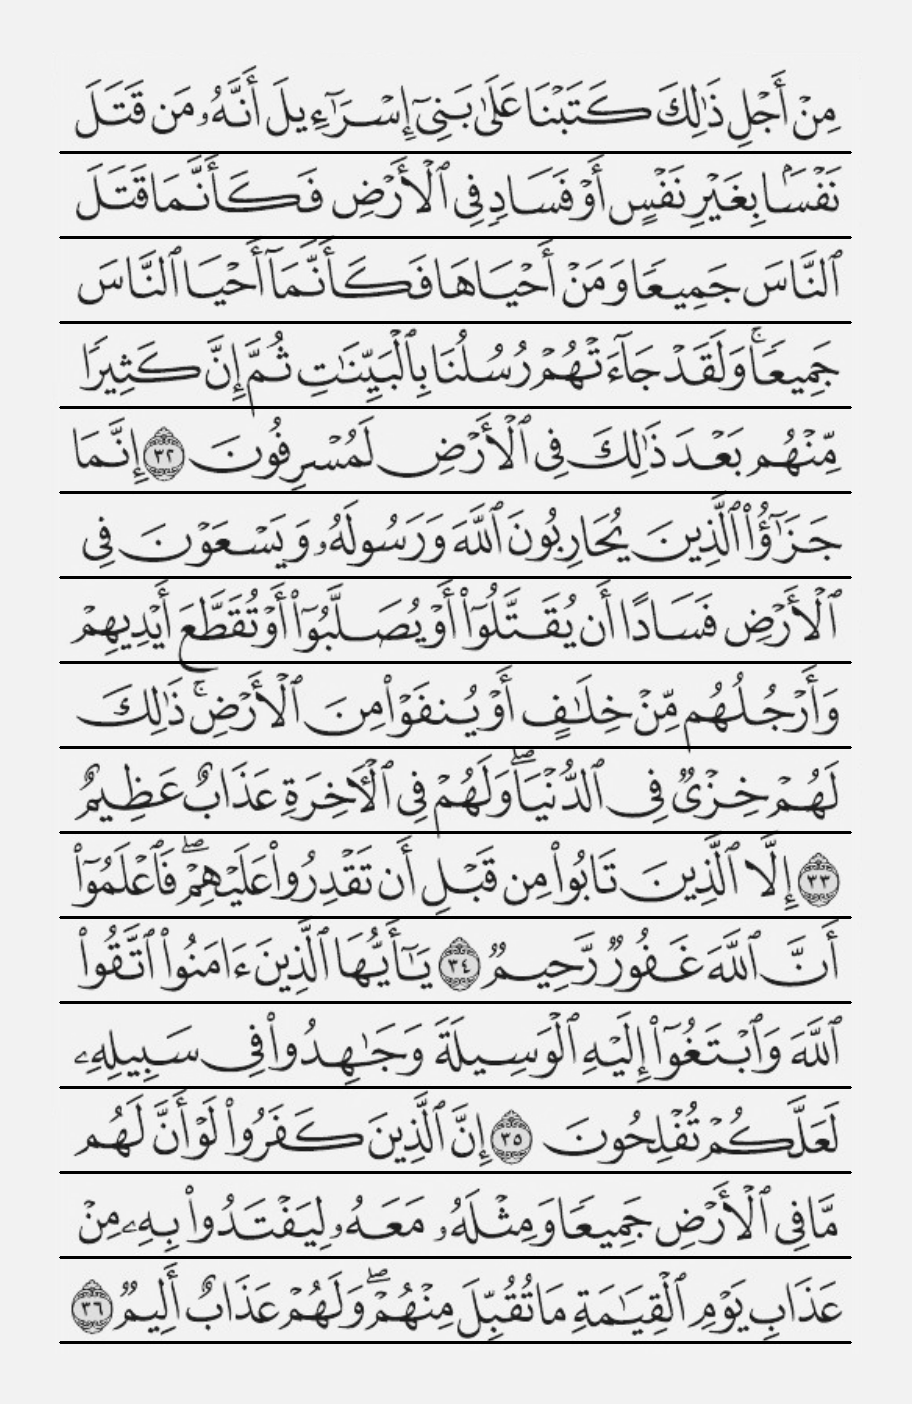 مِنْ أَجْلِ ذَٰلِكَ كَتَبْنَا عَلَىٰ بَنِىٓ إِسْرَٰٓءِيلَ أَنَّهُۥ مَن قَتَلَ
نَفْسًۢا بِغَيْرِ نَفْسٍ أَوْ فَسَادٍ فِى ٱلْأَرْضِ فَكَأَنَّمَا قَتَلَ
ٱلنَّاسَ جَمِيعًا وَمَنْ أَحْيَاهَا فَكَأَنَّمَآ أَحْيَا ٱلنَّاسَ
جَمِيعًا ۚ وَلَقَدْ جَآءَتْهُمْ رُسُلُنَا بِٱلْبَيِّنَٰتِ ثُمَّ إِنَّ كَثِيرًا
مِّنْهُم بَعْدَ ذَٰلِكَ فِى ٱلْأَرْضِ لَمُسْرِفُونَ ٣٢ إِنَّمَا
جَزَٰٓؤُا۟ ٱلَّذِينَ يُحَارِبُونَ ٱللَّهَ وَرَسُولَهُۥ وَيَسْعَوْنَ فِى
ٱلْأَرْضِ فَسَادًا أَن يُقَتَّلُوٓا۟ أَوْ يُصَلَّبُوٓا۟ أَوْ تُقَطَّعَ أَيْدِيهِمْ
وَأَرْجُلُهُم مِّنْ خِلَٰفٍ أَوْ يُنفَوْا۟ مِنَ ٱلْأَرْضِ ۚ ذَٰلِكَ
لَهُمْ خِزْىٌ فِى ٱلدُّنْيَا ۖ وَلَهُمْ فِى ٱلْـَٔاخِرَةِ عَذَابٌ عَظِيمٌ
٣٣ إِلَّا ٱلَّذِينَ تَابُوا۟ مِن قَبْلِ أَن تَقْدِرُوا۟ عَلَيْهِمْ ۖ فَٱعْلَمُوٓا۟
أَنَّ ٱللَّهَ غَفُورٌ رَّحِيمٌ ٣٤ يَٰٓأَيُّهَا ٱلَّذِينَ ءَامَنُوا۟ ٱتَّقُوا۟
ٱللَّهَ وَٱبْتَغُوٓا۟ إِلَيْهِ ٱلْوَسِيلَةَ وَجَٰهِدُوا۟ فِى سَبِيلِهِۦ
لَعَلَّكُمْ تُفْلِحُونَ ٣٥ إِنَّ ٱلَّذِينَ كَفَرُوا۟ لَوْ أَنَّ لَهُم
مَّا فِى ٱلْأَرْضِ جَمِيعًا وَمِثْلَهُۥ مَعَهُۥ لِيَفْتَدُوا۟ بِهِۦ مِنْ
عَذَابِ يَوْمِ ٱلْقِيَٰمَةِ مَا تُقُبِّلَ مِنْهُمْ ۖ وَلَهُمْ عَذَابٌ أَلِيمٌ ٣٦